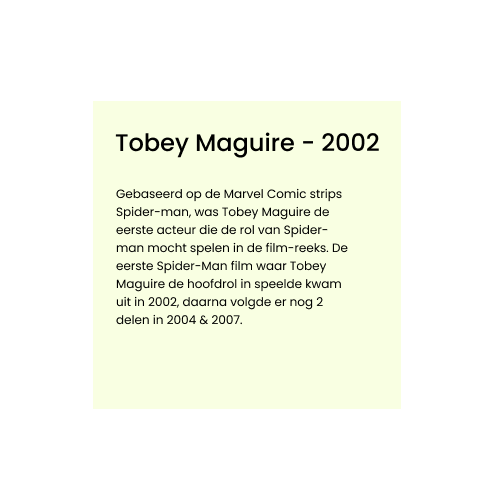 Tobey Maguire - 2002
Gebaseerd op de Marvel Comic strips
Spider-man, was Tobey Maguire de
eerste acteur die de rol van Spider-
man mocht spelen in de film-reeks. De
eerste Spider-Man film waar Tobey
Maguire de hoofdrol in speelde kwam
uit in 2002, daarna volgde er nog 2
delen in 2004 & 2007.